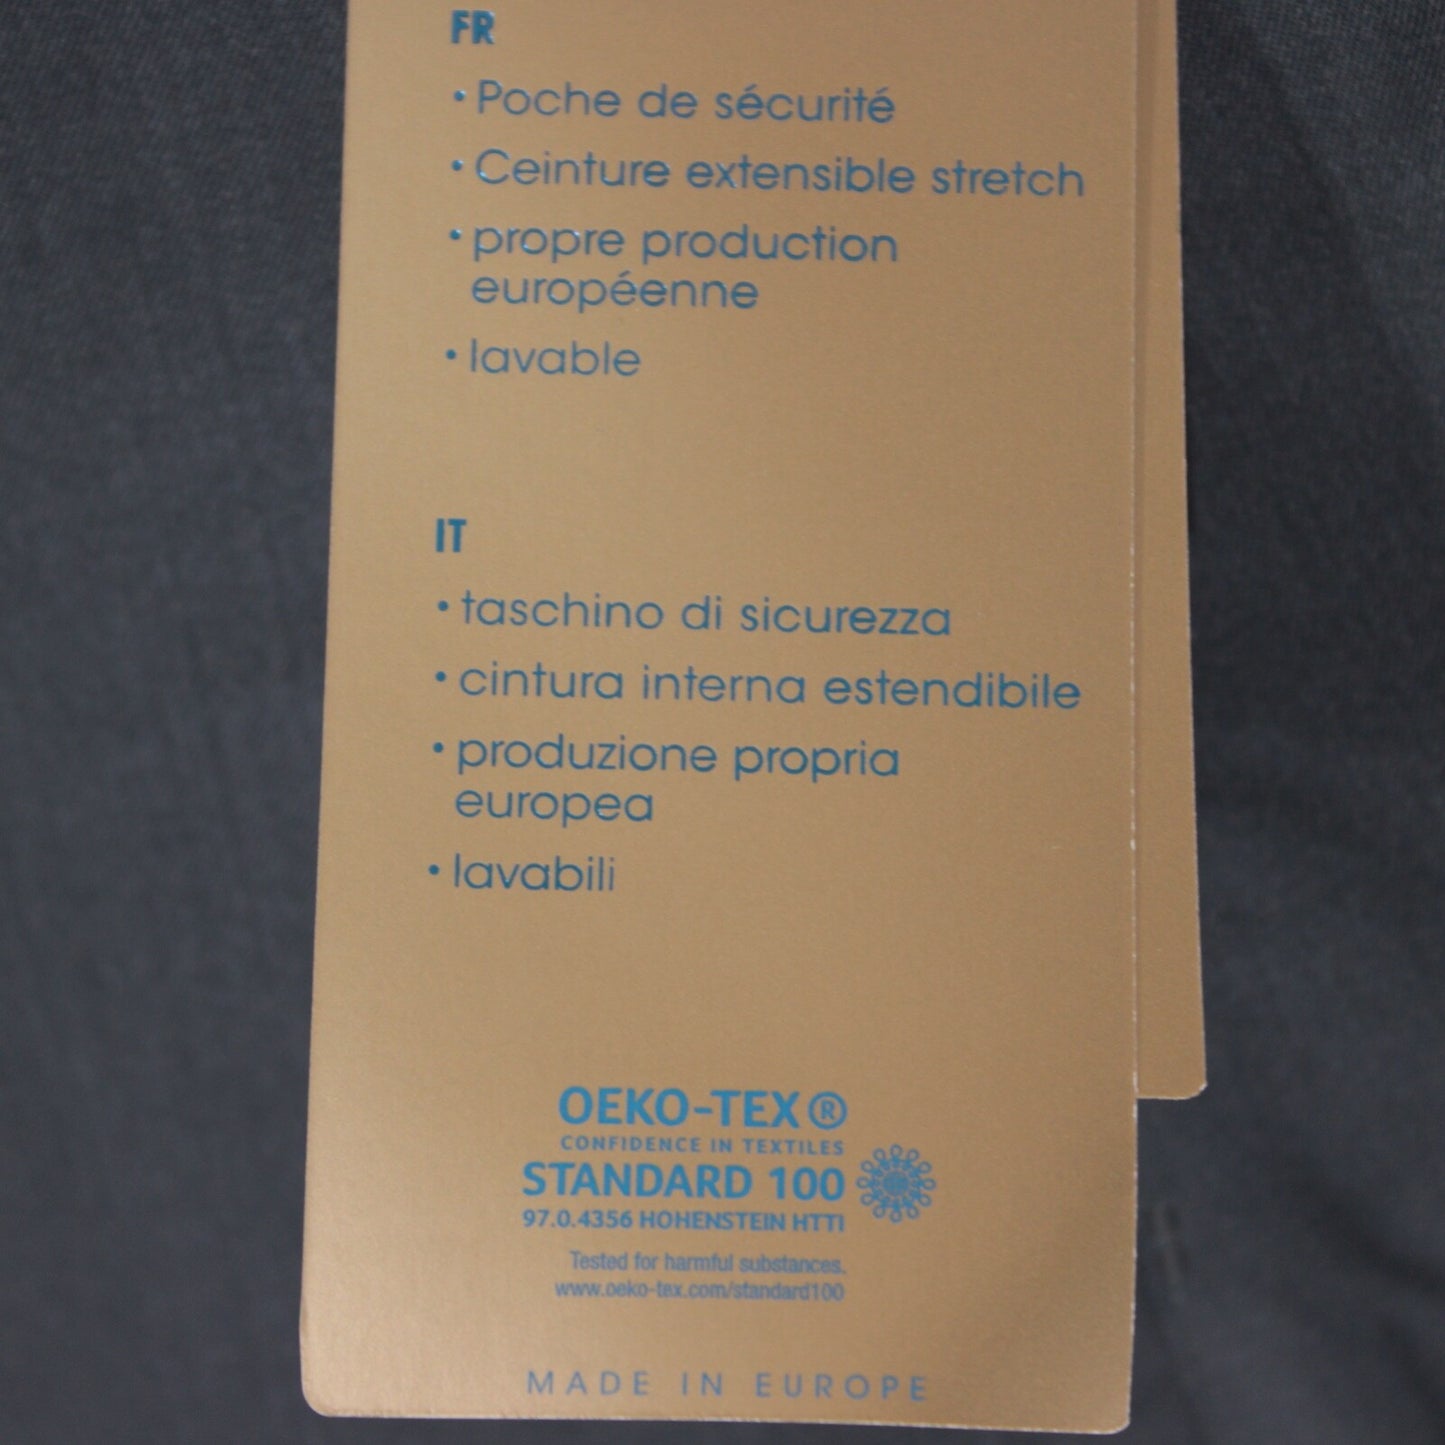 FR
• Poche de sécurité
• Ceinture extensible stretch
• propre production
européenne
• lavable
IT
• taschino di sicurezza
• cintura interna estendibile
• produzione propria
europea
• lavabili
OEKO-TEX®
CONFIDENCE IN TEXTILES
STANDARD 100
97.0.4356 HOHENSTEIN HTTI
Tested for harmful substances.
www.oeko-tex.com/standard100
MADE IN EUROPE